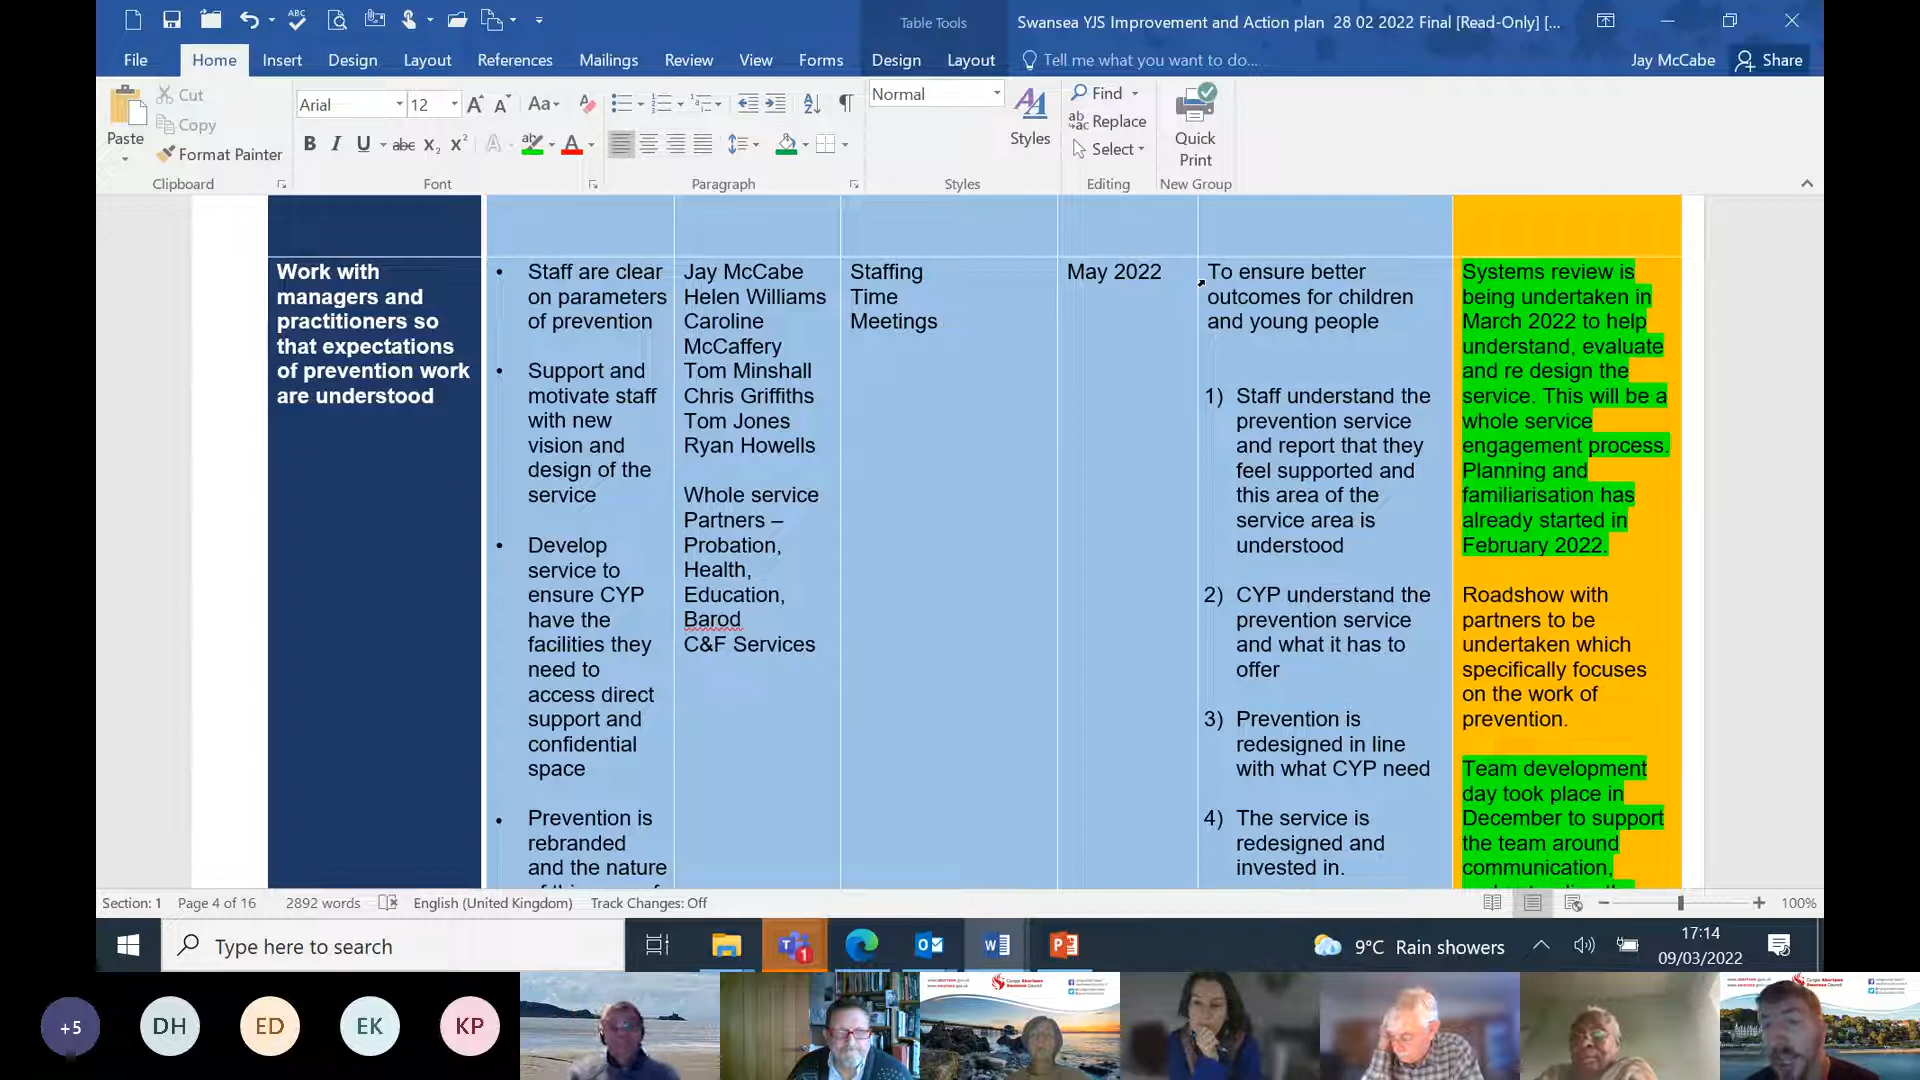 Table Tools
Swansea YJS Improvement and Action plan 28 02 2022 Final [Read-Only] [...
File
Home
Insert
Design
Layout
References
Mailings
Review
View
Forms
Design
Layout
Tell me what you want to do...
Jay McCabe
Share
Paste
Cut
Copy
Format Painter
Arial
12
Normal
Styles
Find
Replace
Select
Quick
Print
Clipboard
Font
Paragraph
Styles
Editing
New Group
Work with
managers and
practitioners so
that expectations
of prevention work
are understood
• Staff are clear
on parameters
of prevention
• Support and
motivate staff
with new
vision and
design of the
service
• Develop
service to
ensure CYP
have the
facilities they
need to
access direct
support and
confidential
space
• Prevention is
rebranded
and the nature
Jay McCabe
Helen Williams
Caroline
McCaffery
Tom Minshall
Chris Griffiths
Tom Jones
Ryan Howells
Whole service
Partners –
Probation,
Health,
Education,
Barod
C&F Services
Staffing
Time
Meetings
May 2022
To ensure better
outcomes for children
and young people
1) Staff understand the
prevention service
and report that they
feel supported and
this area of the
service area is
understood
2) CYP understand the
prevention service
and what it has to
offer
3) Prevention is
redesigned in line
with what CYP need
4) The service is
redesigned and
invested in.
Systems review is
being undertaken in
March 2022 to help
understand, evaluate
and re design the
service. This will be a
whole service
engagement process.
Planning and
familiarisation has
already started in
February 2022.
Roadshow with
partners to be
undertaken which
specifically focuses
on the work of
prevention.
Team development
day took place in
December to support
the team around
communication,
Section: 1
Page 4 of 16
2892 words
English (United Kingdom)
Track Changes: Off
100%
Type here to search
9°C Rain showers
17:14
09/03/2022
+5
DH
ED
EK
KP